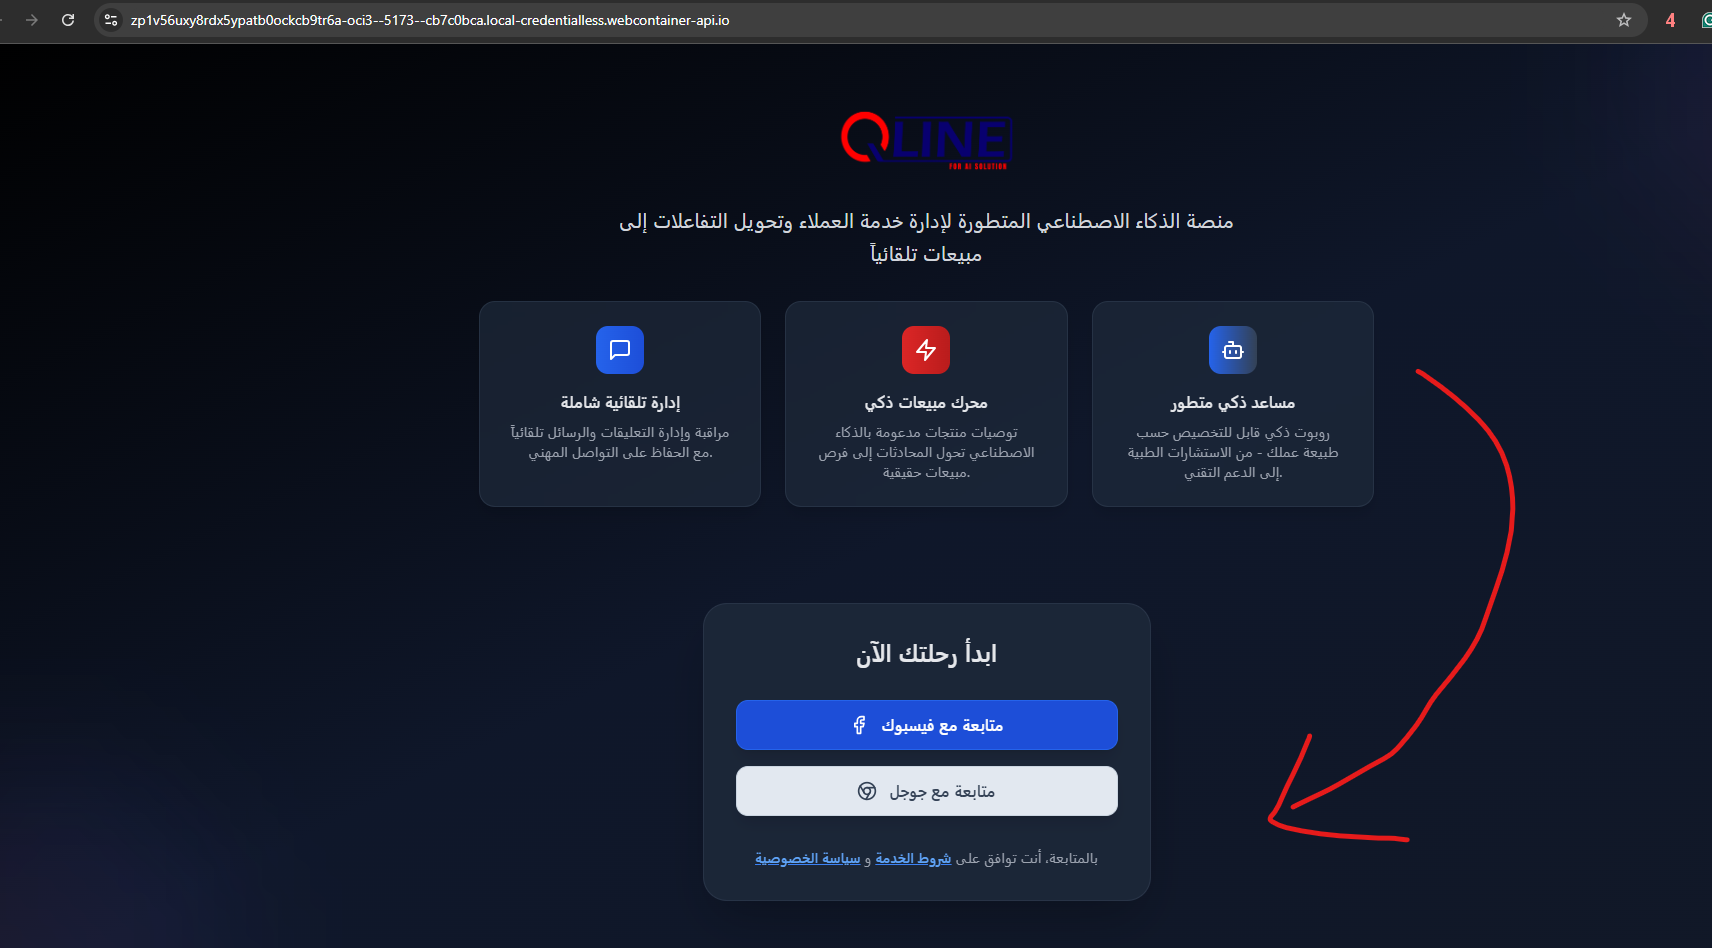 zp1v56uxy8rdx5ypatb0ockcb9tr6a-oci3--5173--cb7c0bca.local-credentialless.webcontainer-api.io
4
QLINE
FOR AI SOLUTION
منصة الذكاء الاصطناعي المتطورة لإدارة خدمة العملاء وتحويل التفاعلات إلى
مبيعات تلقائياً
مساعد ذكي متطور
روبوت ذكي قابل للتخصيص حسب
طبيعة عملك - من الاستشارات الطبية
إلى الدعم التقني.
محرك مبيعات ذكي
توصيات منتجات مدعومة بالذكاء
الاصطناعي تحول المحادثات إلى فرص
مبيعات حقيقية.
إدارة تلقائية شاملة
مراقبة وإدارة التعليقات والرسائل تلقائياً
مع الحفاظ على التواصل المهني.
ابدأ رحلتك الآن
متابعة مع فيسبوك
متابعة مع جوجل
بالمتابعة، أنت توافق على شروط الخدمة و سياسة الخصوصية